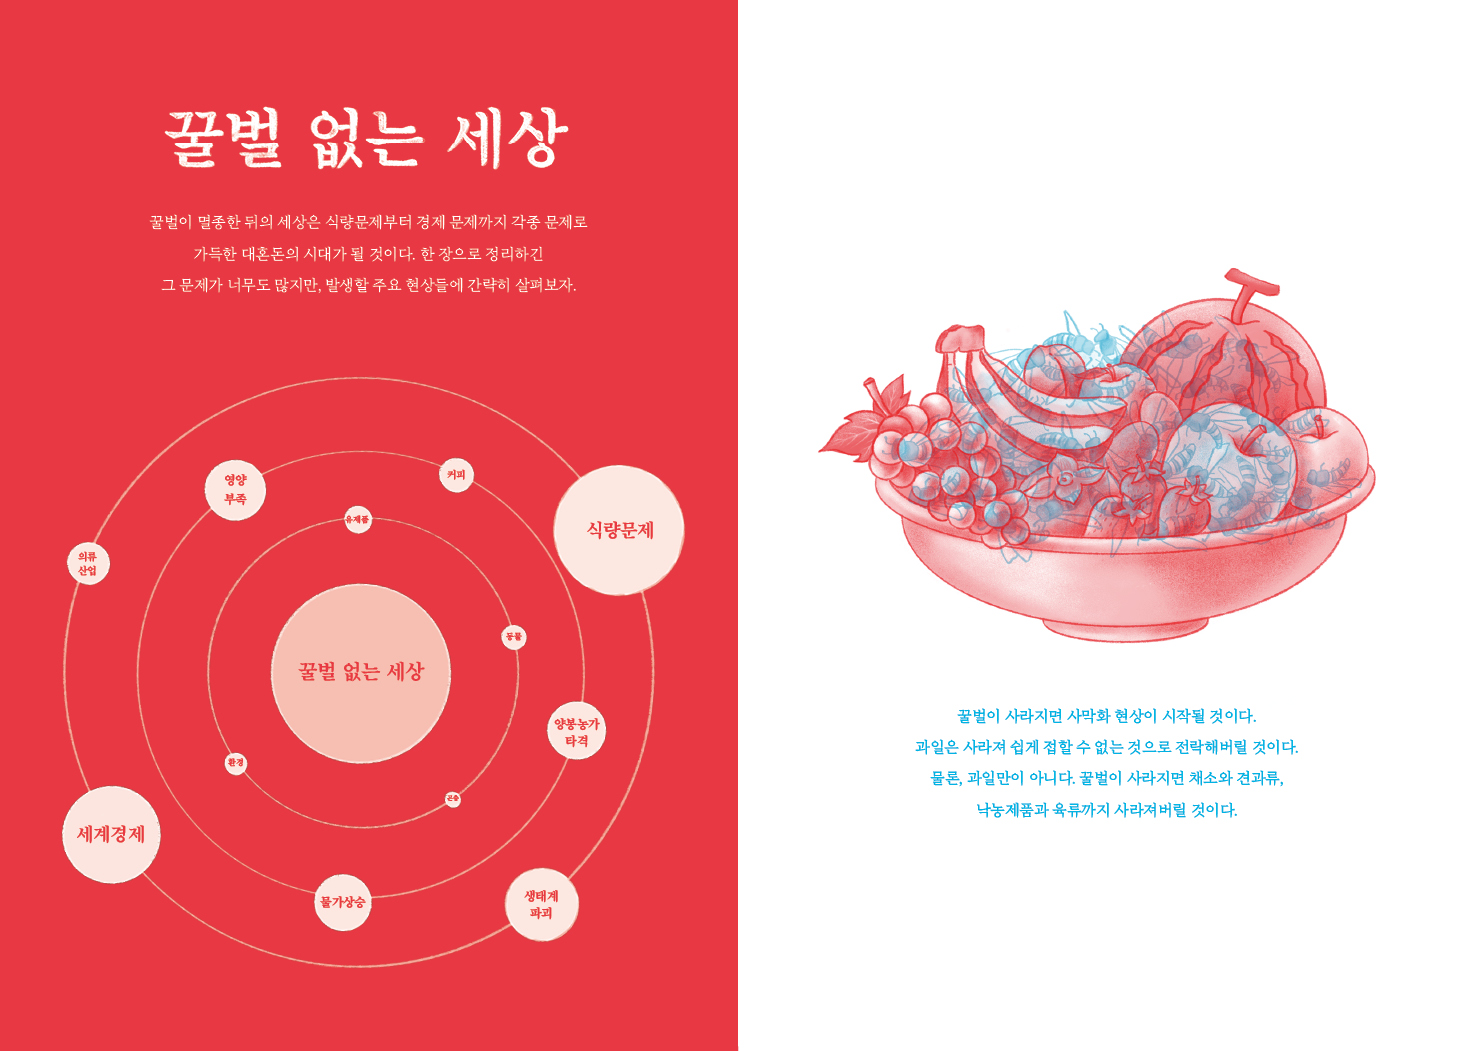 꿀벌 없는 세상
꿀벌이 멸종한 뒤의 세상은 식량문제부터 경제 문제까지 각종 문제로
가득한 대혼돈의 시대가 될 것이다. 한 장으로 정리하긴
그 문제가 너무도 많지만, 발생할 주요 현상들에 간략히 살펴보자.
영양
부족
커피
식량문제
유제품
의류
산업
동물
꿀벌 없는 세상
양봉농가
타격
환경
곤충
세계경제
물가상승
생태계
파괴
꿀벌이 사라지면 사막화 현상이 시작될 것이다.
과일은 사라져 쉽게 접할 수 없는 것으로 전락해버릴 것이다.
물론, 과일만이 아니다. 꿀벌이 사라지면 채소와 견과류,
낙농제품과 육류까지 사라져버릴 것이다.